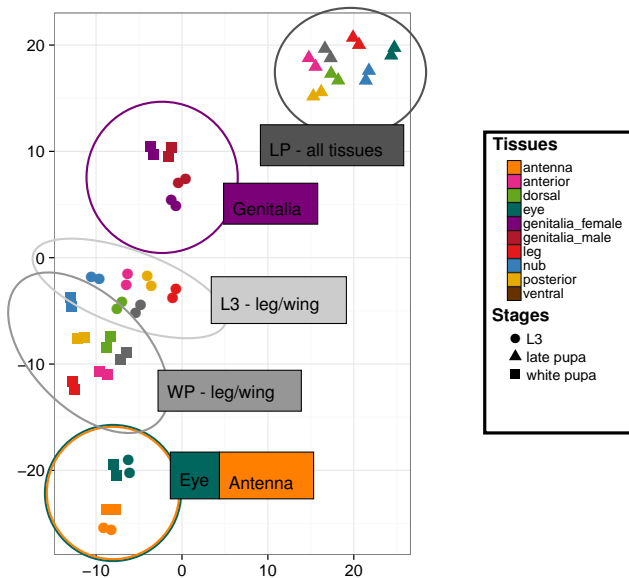 20
10
0
−10
−20
−10
0
10
20
LP - all tissues
Genitalia
L3 - leg/wing
WP - leg/wing
Eye
Antenna
Tissues
antenna
anterior
dorsal
eye
genitalia_female
genitalia_male
leg
nub
posterior
ventral
Stages
L3
late pupa
white pupa